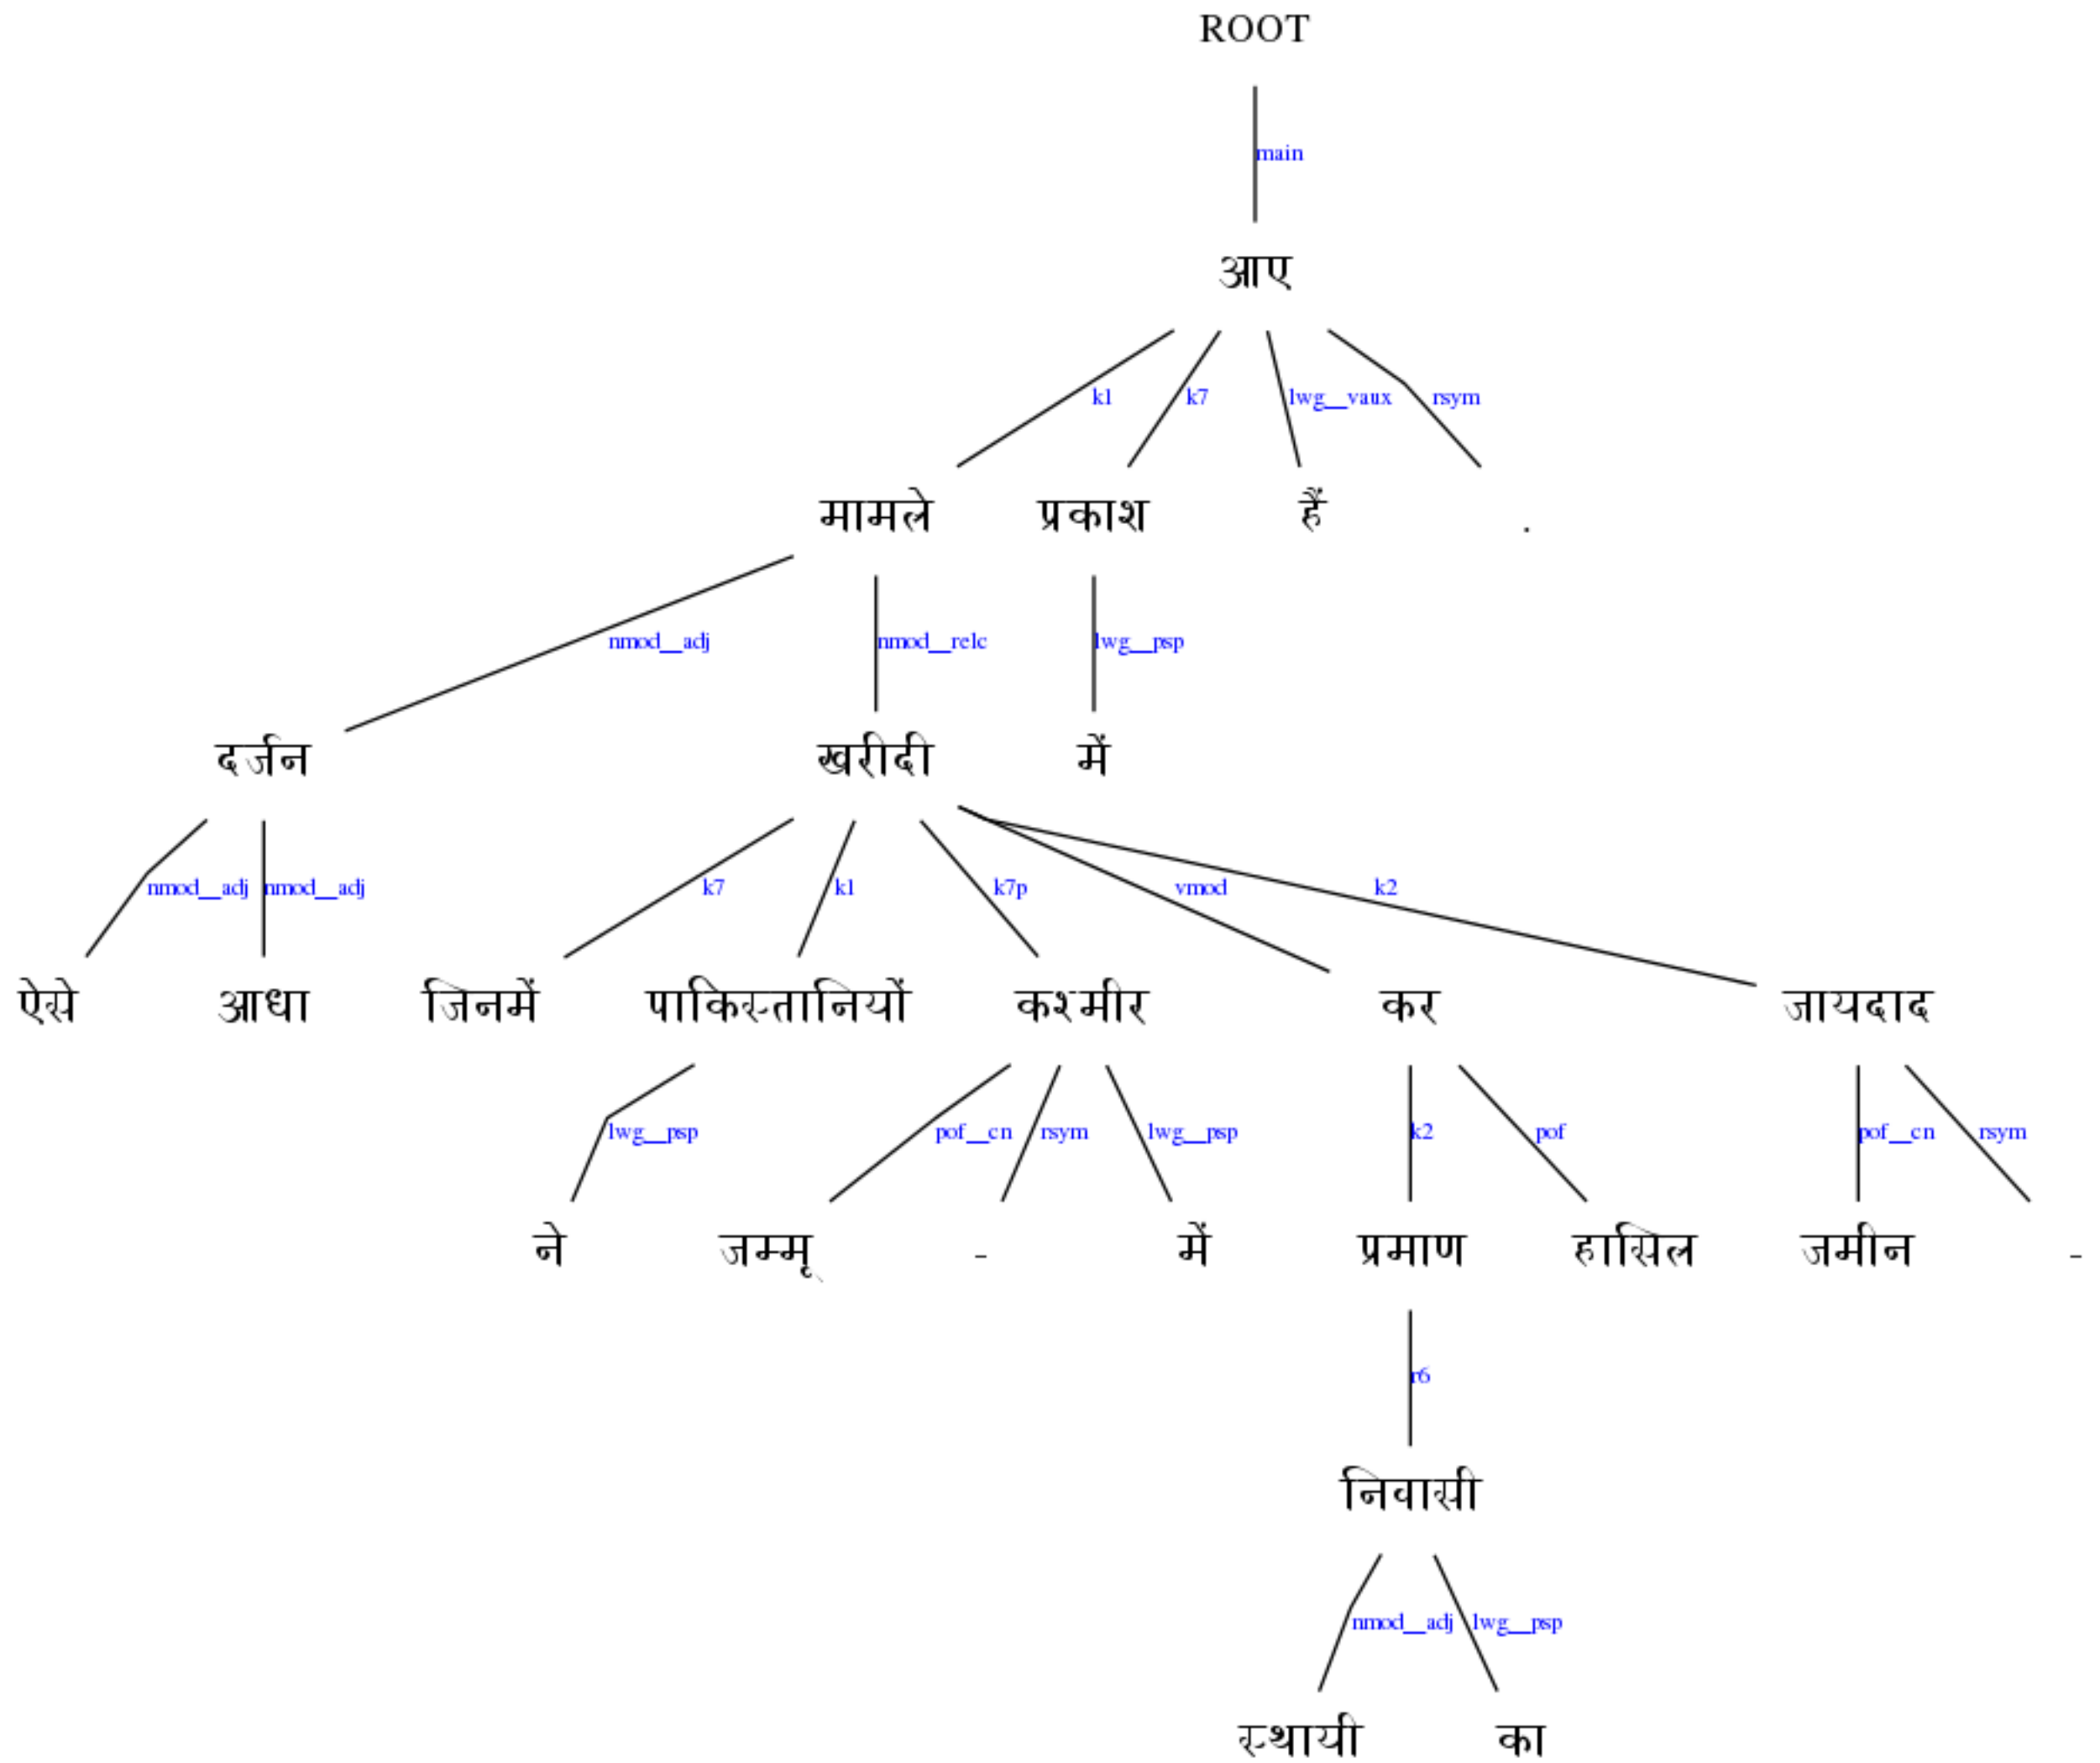 ROOT
main
आए
k1 k7 lwg__vaux rsym
मामले प्रकाश हैं .
nmod__adj nmod__relc lwg__psp
दर्जन खरीदी में
nmod__adj nmod__adj k7 k1 k7p vmod k2
ऐसे आधा जिनमें पाकिस्तानियों कश्मीर कर जायदाद
lwg__psp pof__cn rsym lwg__psp k2 pof pof__cn rsym
ने जम्मू - में प्रमाण हासिल जमीन -
r6
निवासी
nmod__adj lwg__psp
स्थायी का